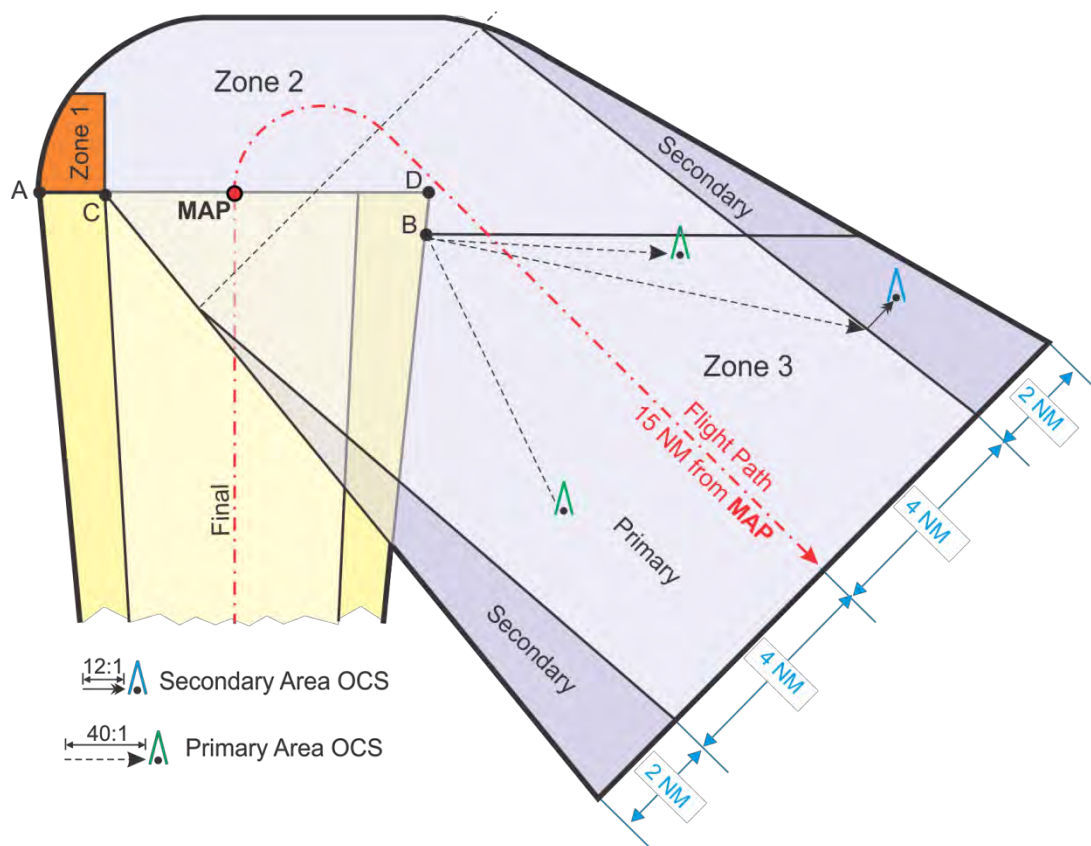 Zone 2
Zone 1
Secondary
A
C
MAP
D
B
Zone 3
Flight Path
15 NM from MAP
Final
Primary
Secondary
2 NM
4 NM
4 NM
2 NM
12:1
Secondary Area OCS
40:1
Primary Area OCS